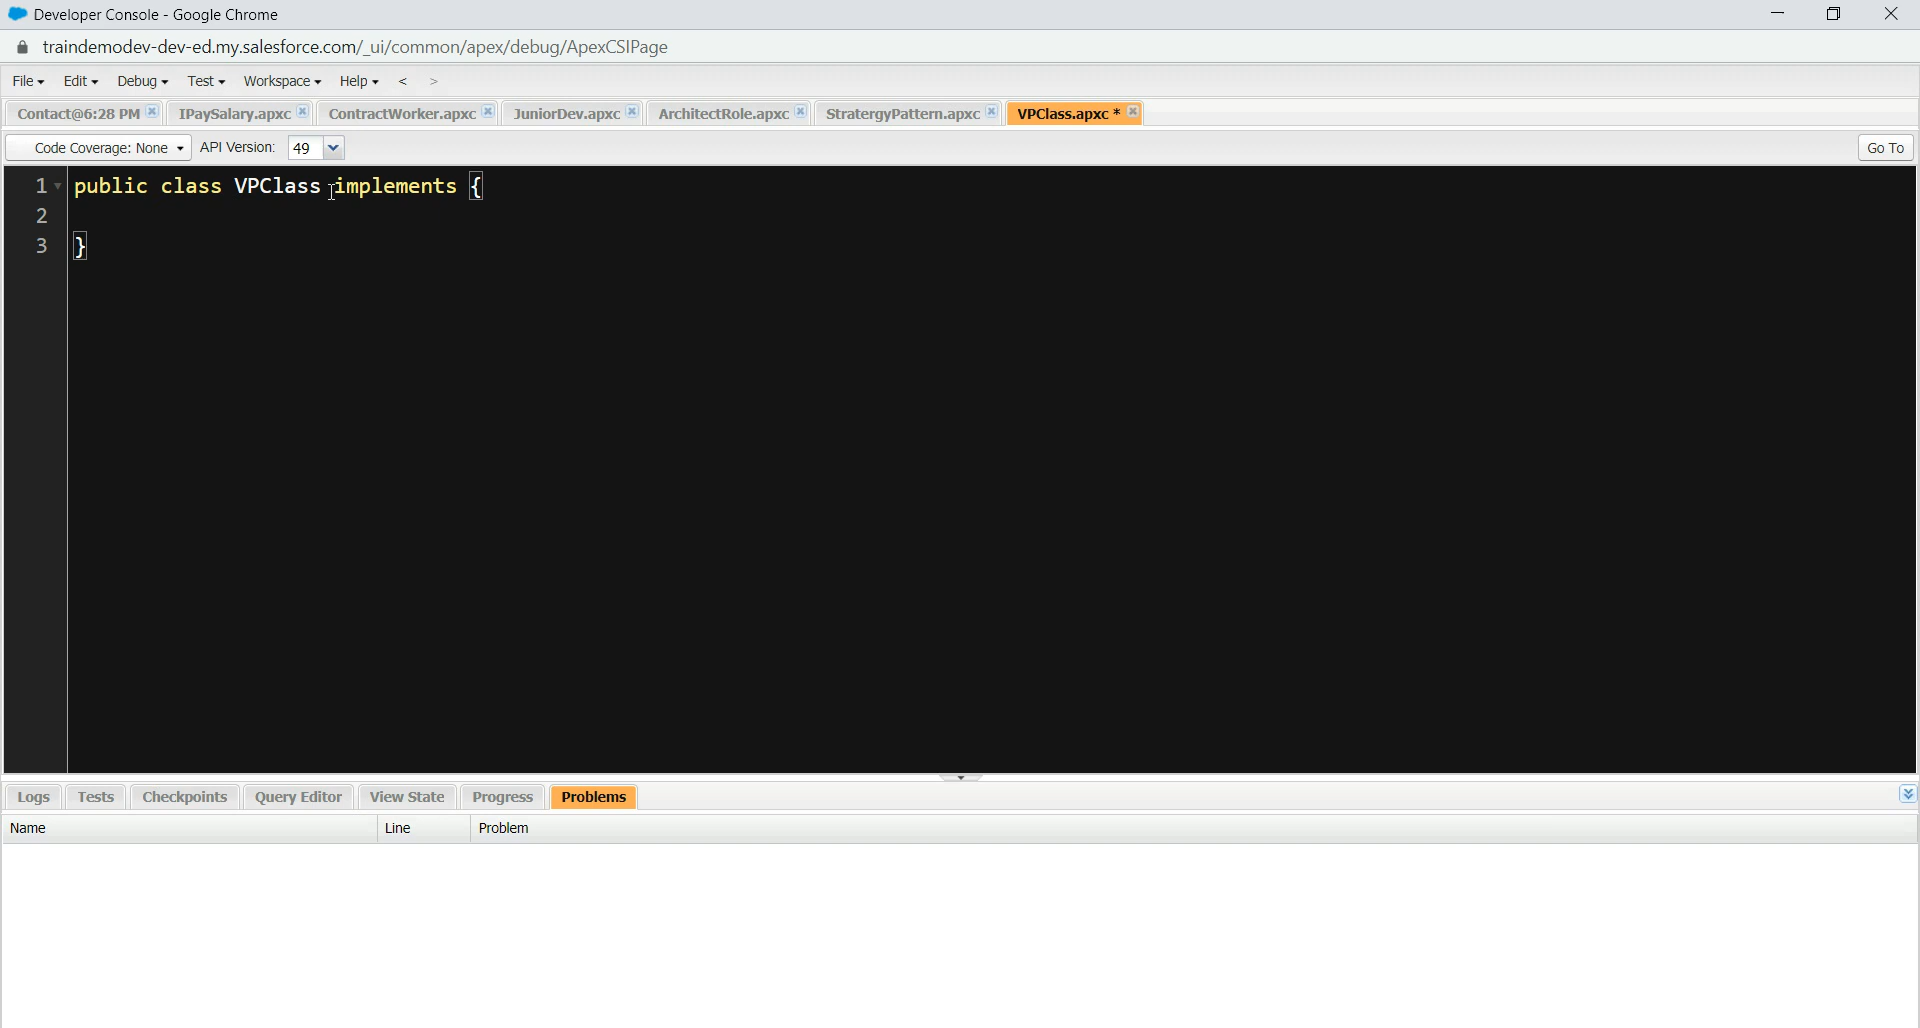 Developer Console - Google Chrome
traindemodev-dev-ed.my.salesforce.com/_ui/common/apex/debug/ApexCSIPage
File Edit Debug Test Workspace Help < >
Contact@6:28 PM IPaySalary.apxc ContractWorker.apxc JuniorDev.apxc ArchitectRole.apxc StratergyPattern.apxc VPClass.apxc *
Code Coverage: None API Version: 49 Go To
1 public class VPClass implements {
2
3 }
Logs Tests Checkpoints Query Editor View State Progress Problems
Name Line Problem